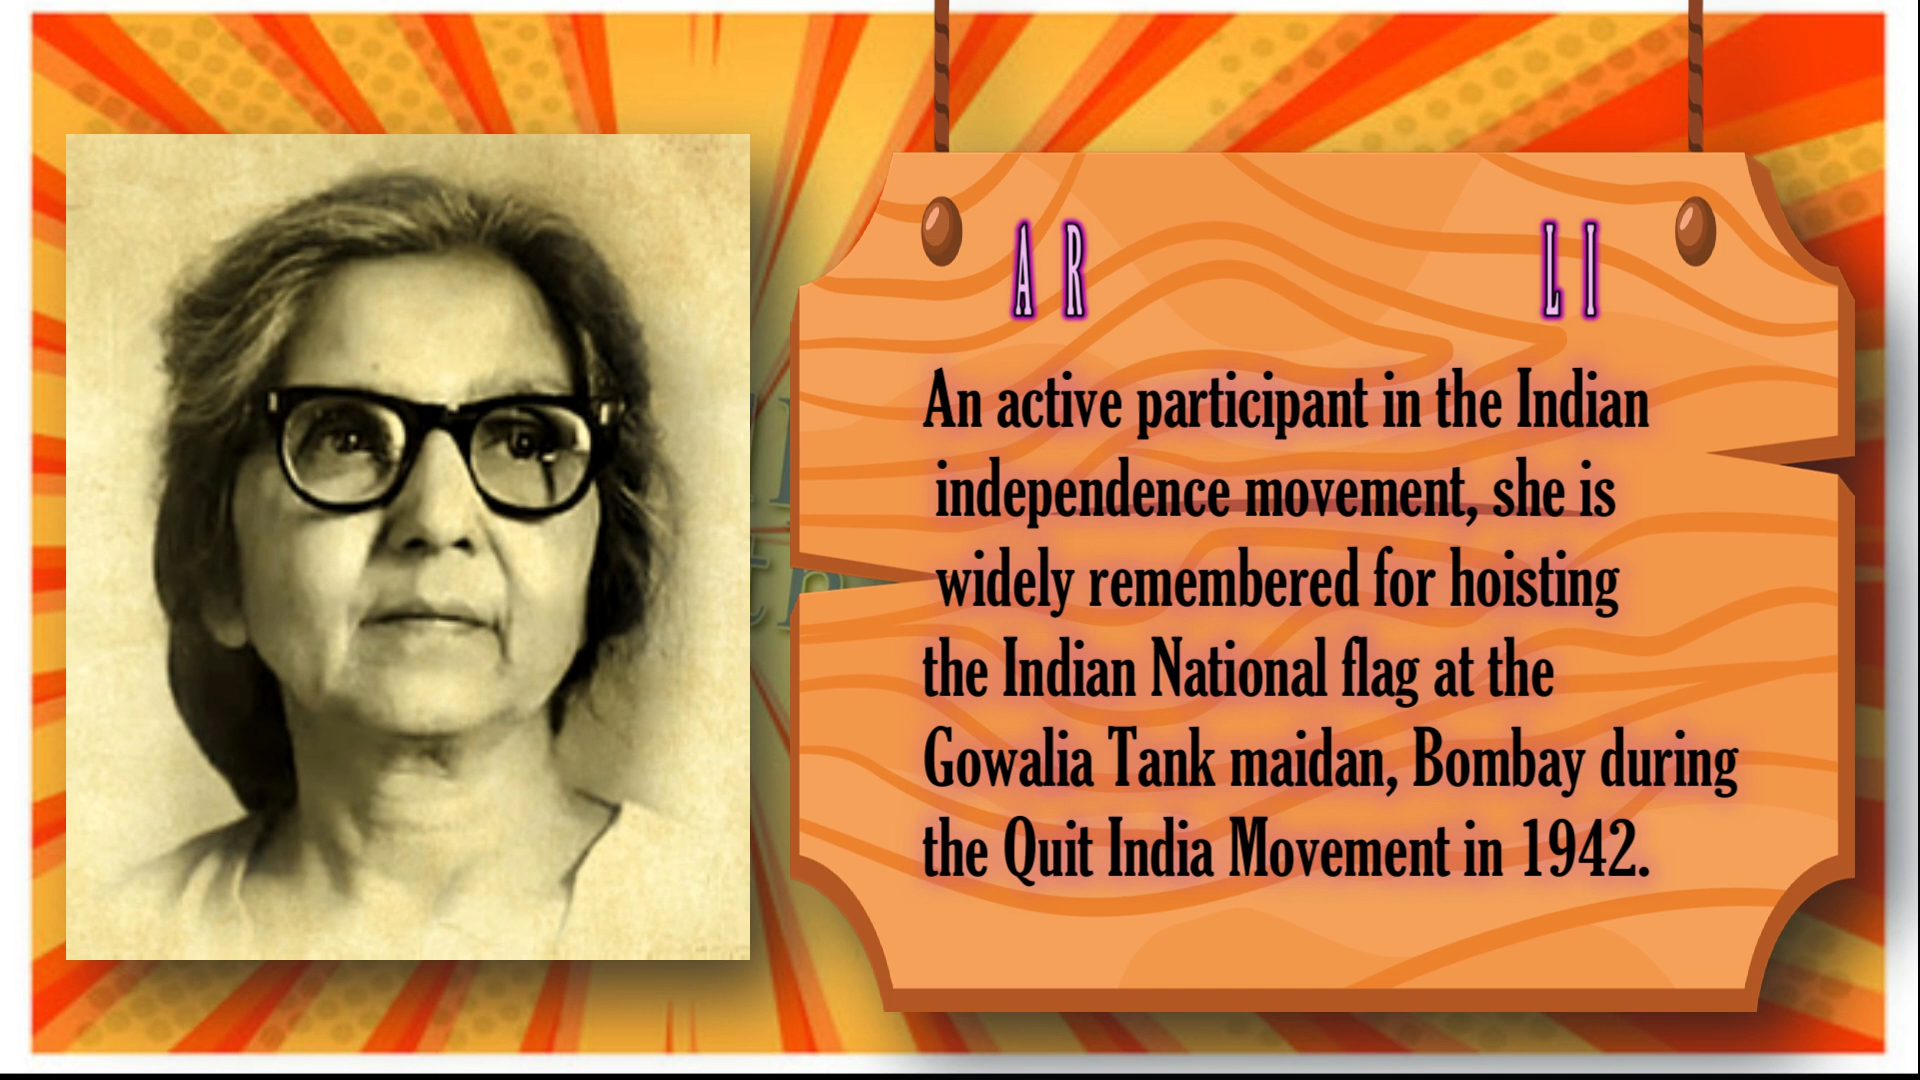 A R L I
An active participant in the Indian
independence movement, she is
widely remembered for hoisting
the Indian National flag at the
Gowalia Tank maidan, Bombay during
the Quit India Movement in 1942.